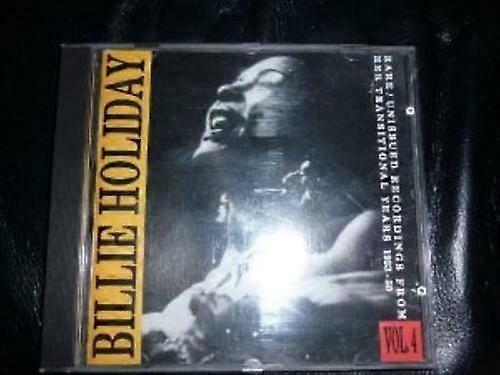 BILLIE HOLIDAY
RARE / UNISSUED RECORDINGS FROM
HER TRANSITIONAL YEARS
VOL. 4